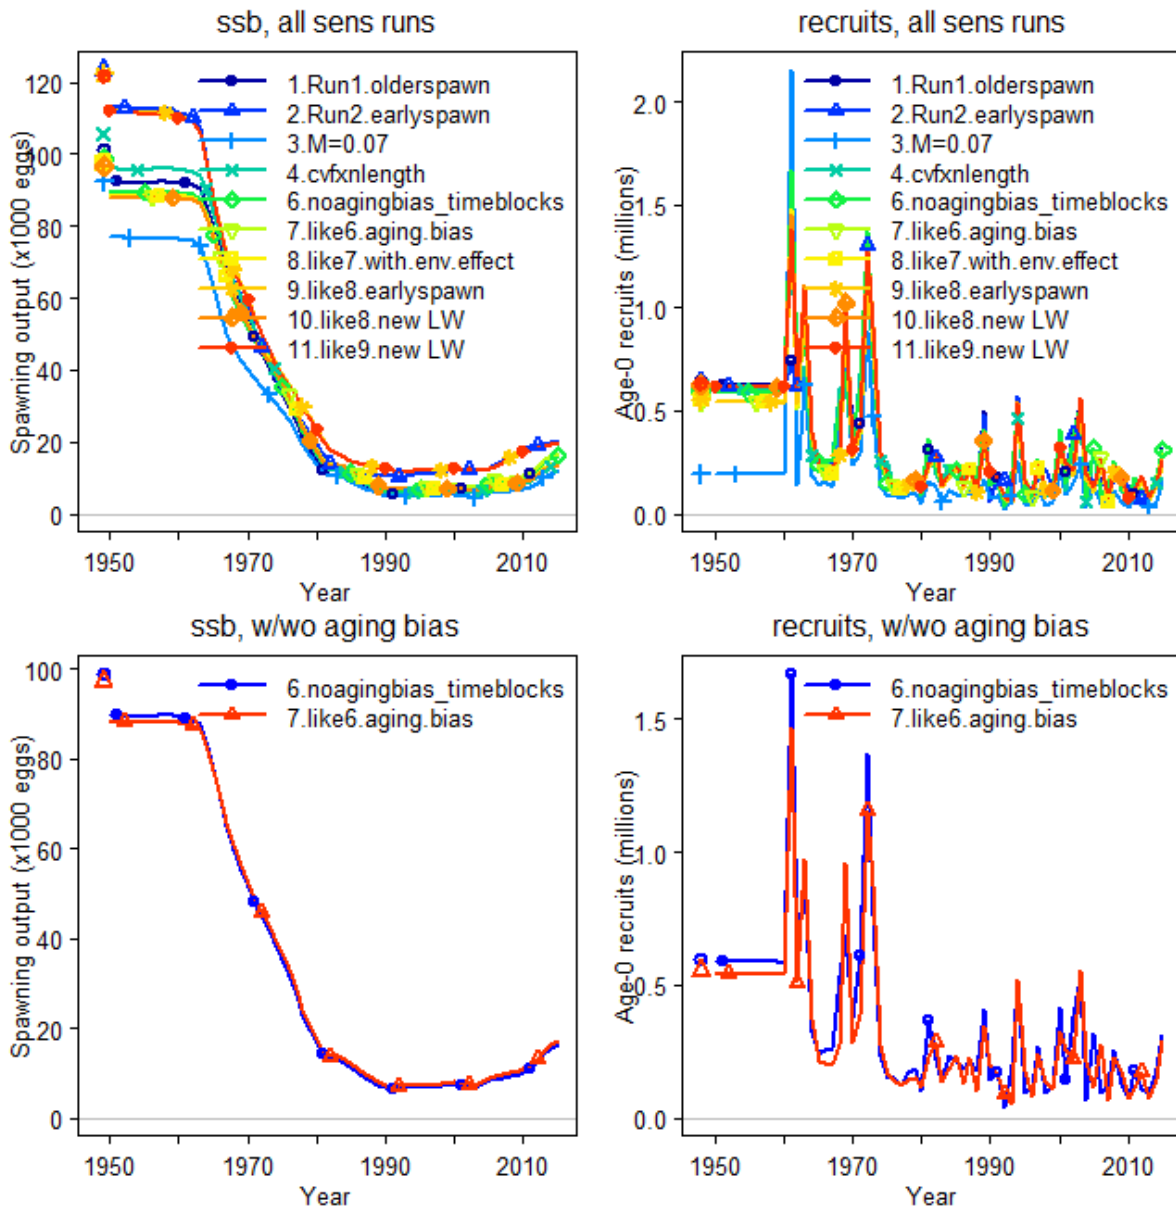 ssb, all sens runs
120
100
80
60
40
20
0
Spawning output (x1000 eggs)
1.Run1.olderspawn
2.Run2.earlyspawn
3.M=0.07
4.cvfxnlength
6.noagingbias_timeblocks
7.like6.aging.bias
8.like7.with.env.effect
9.like8.earlyspawn
10.like8.new LW
11.like9.new LW
1950 1970 1990 2010
Year
recruits, all sens runs
2.0
1.5
1.0
0.5
0.0
Age-0 recruits (millions)
1.Run1.olderspawn
2.Run2.earlyspawn
3.M=0.07
4.cvfxnlength
6.noagingbias_timeblocks
7.like6.aging.bias
8.like7.with.env.effect
9.like8.earlyspawn
10.like8.new LW
11.like9.new LW
1950 1970 1990 2010
Year
ssb, w/wo aging bias
100
80
60
40
20
0
Spawning output (x1000 eggs)
6.noagingbias_timeblocks
7.like6.aging.bias
1950 1970 1990 2010
Year
recruits, w/wo aging bias
1.5
1.0
0.5
0.0
Age-0 recruits (millions)
6.noagingbias_timeblocks
7.like6.aging.bias
1950 1970 1990 2010
Year